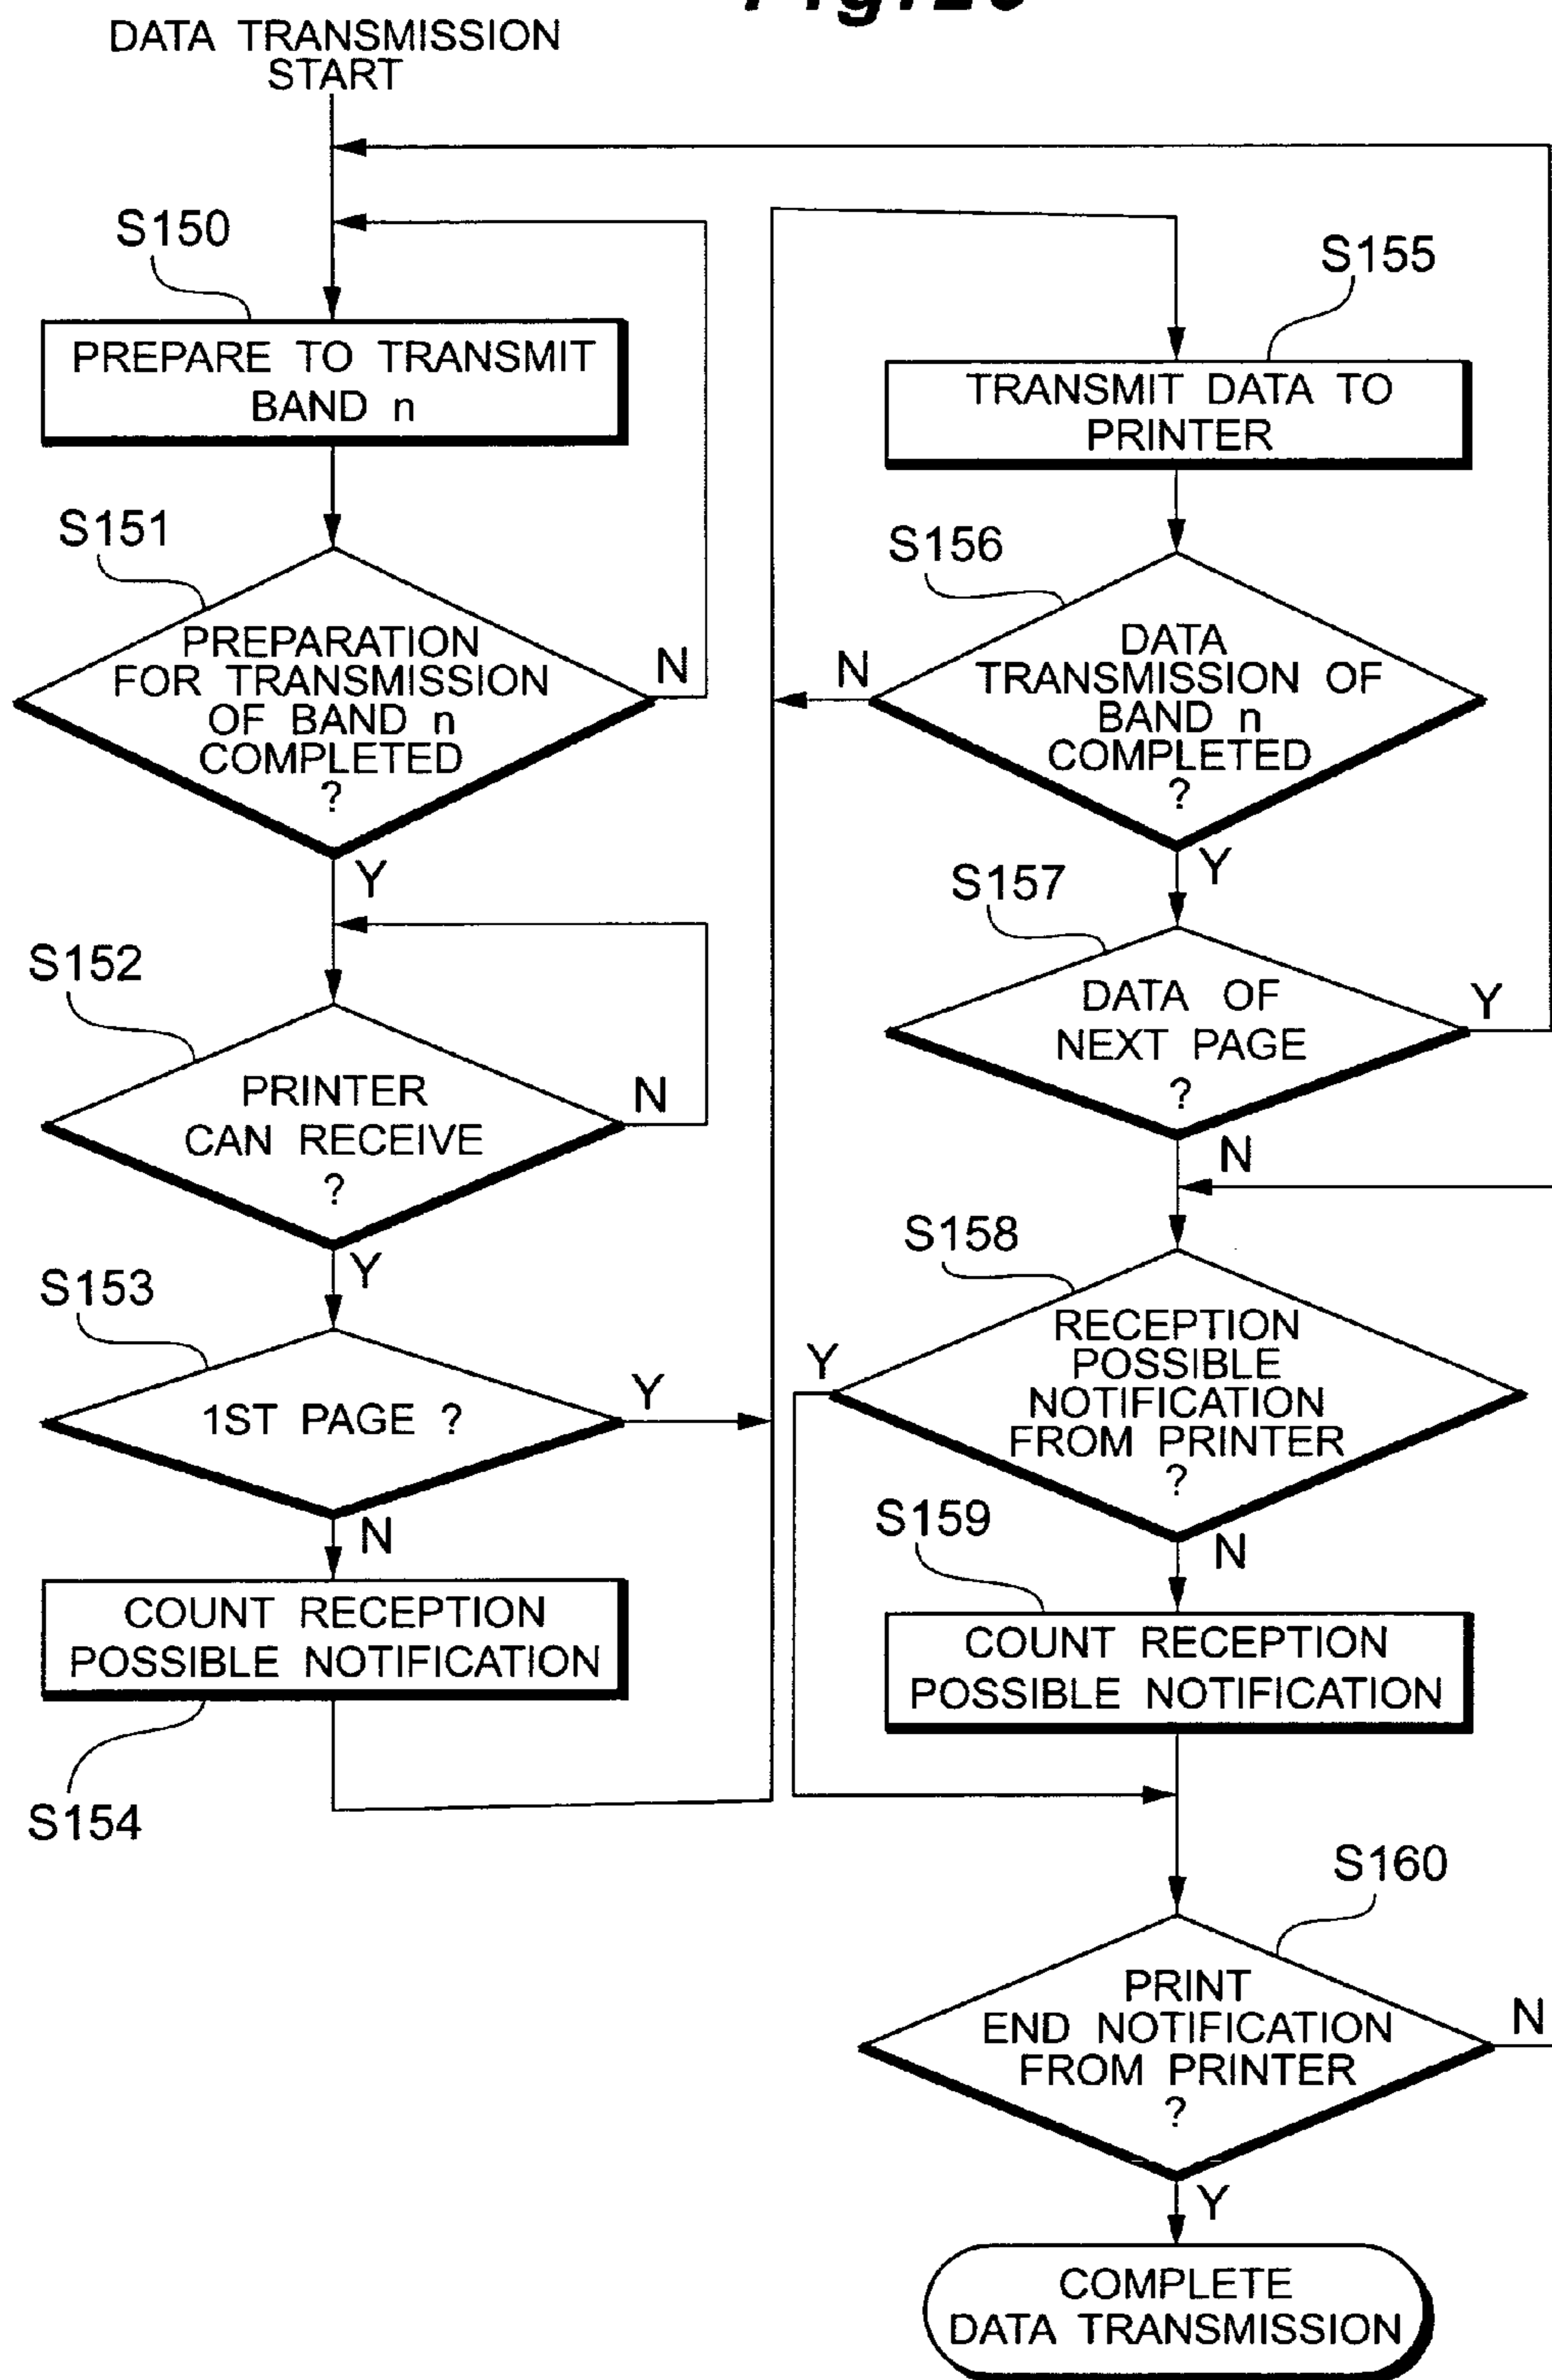 DATA TRANSMISSION
START
S150
PREPARE TO TRANSMIT
BAND n
S151
PREPARATION
FOR TRANSMISSION
OF BAND n
COMPLETED
?
N
Y
S152
PRINTER
CAN RECEIVE
?
N
Y
S153
1ST PAGE ?
Y
N
COUNT RECEPTION
POSSIBLE NOTIFICATION
S154
S155
TRANSMIT DATA TO
PRINTER
S156
DATA
TRANSMISSION OF
BAND n
COMPLETED
?
N
Y
S157
DATA OF
NEXT PAGE
?
Y
N
S158
RECEPTION
POSSIBLE
NOTIFICATION
FROM PRINTER
?
Y
N
S159
COUNT RECEPTION
POSSIBLE NOTIFICATION
S160
PRINT
END NOTIFICATION
FROM PRINTER
?
N
Y
COMPLETE
DATA TRANSMISSION